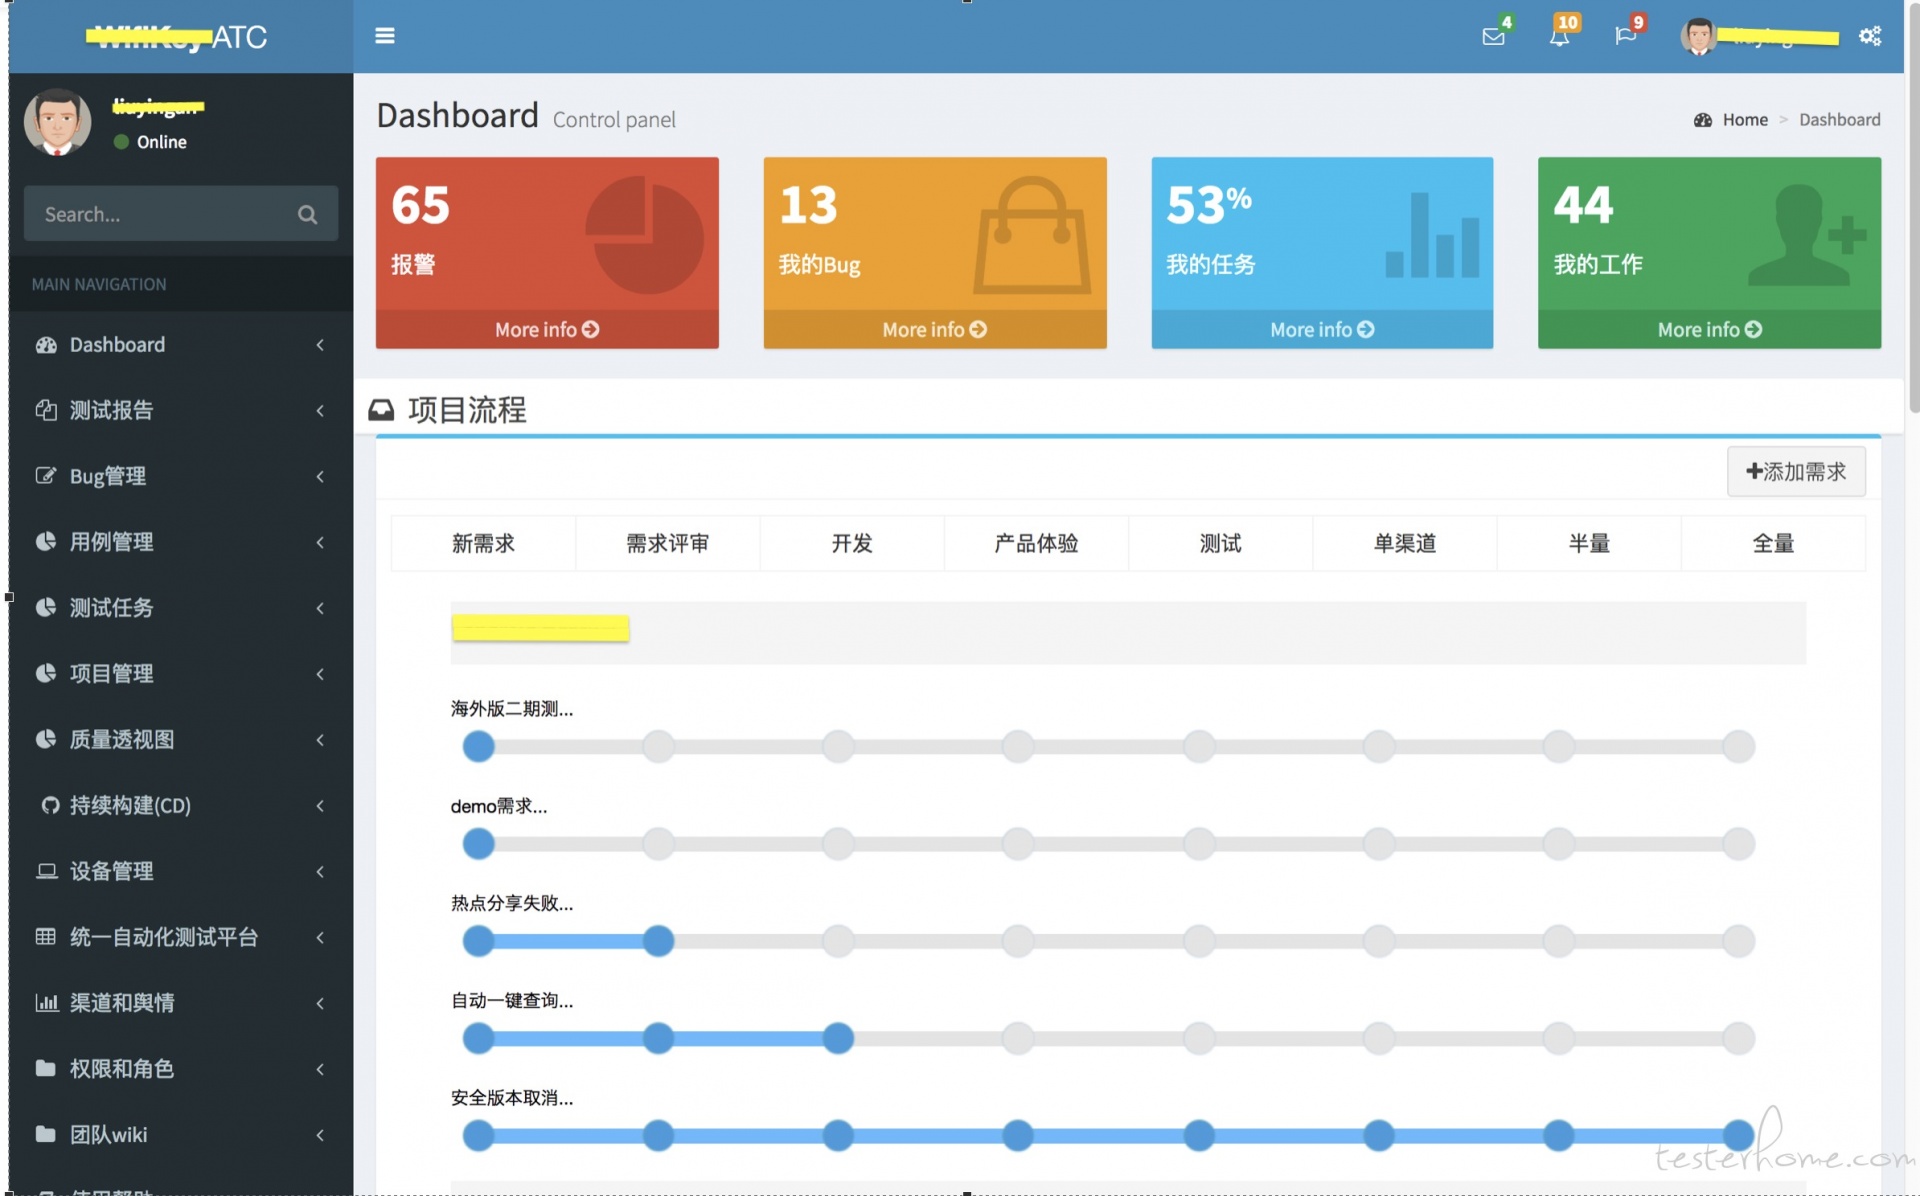 ATC
4
10
9
Online
Search...
MAIN NAVIGATION
Dashboard
测试报告
Bug管理
用例管理
测试任务
项目管理
质量透视图
持续构建(CD)
设备管理
统一自动化测试平台
渠道和舆情
权限和角色
团队wiki
使用帮助
Dashboard Control panel
Home > Dashboard
65
报警
More info
13
我的Bug
More info
53%
我的任务
More info
44
我的工作
More info
项目流程
添加需求
新需求 需求评审 开发 产品体验 测试 单渠道 半量 全量
海外版二期测...
demo需求...
热点分享失败...
自动一键查询...
安全版本取消...
testerhome.com